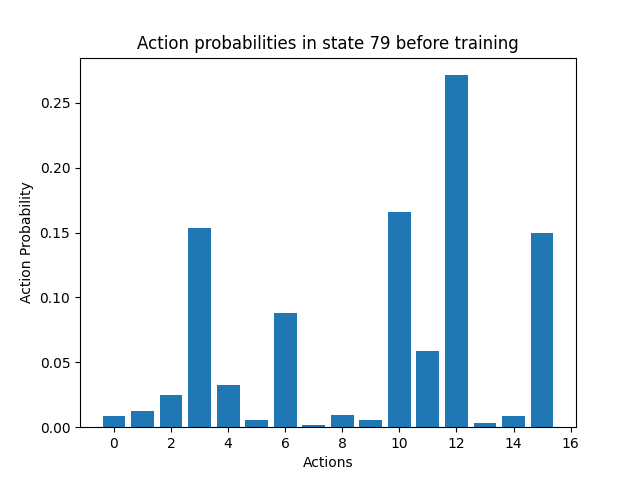 Action probabilities in state 79 before training
Action Probability
0.25
0.20
0.15
0.10
0.05
0.00
0 2 4 6 8 10 12 14 16
Actions